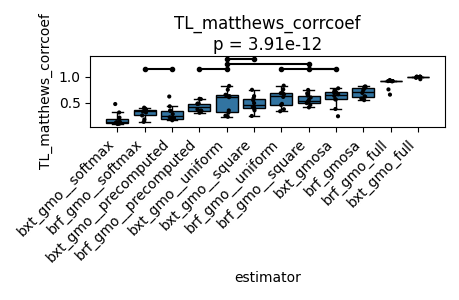 TL_matthews_corrcoef
p = 3.91e-12
TL_matthews_corrcoef
1.0
0.5
bxt_gmo__softmax
brf_gmo__softmax
bxt_gmo__precomputed
brf_gmo__precomputed
bxt_gmo__uniform
bxt_gmo__square
brf_gmo__uniform
brf_gmo__square
bxt_gmosa
brf_gmosa
brf_gmo_full
bxt_gmo_full
estimator